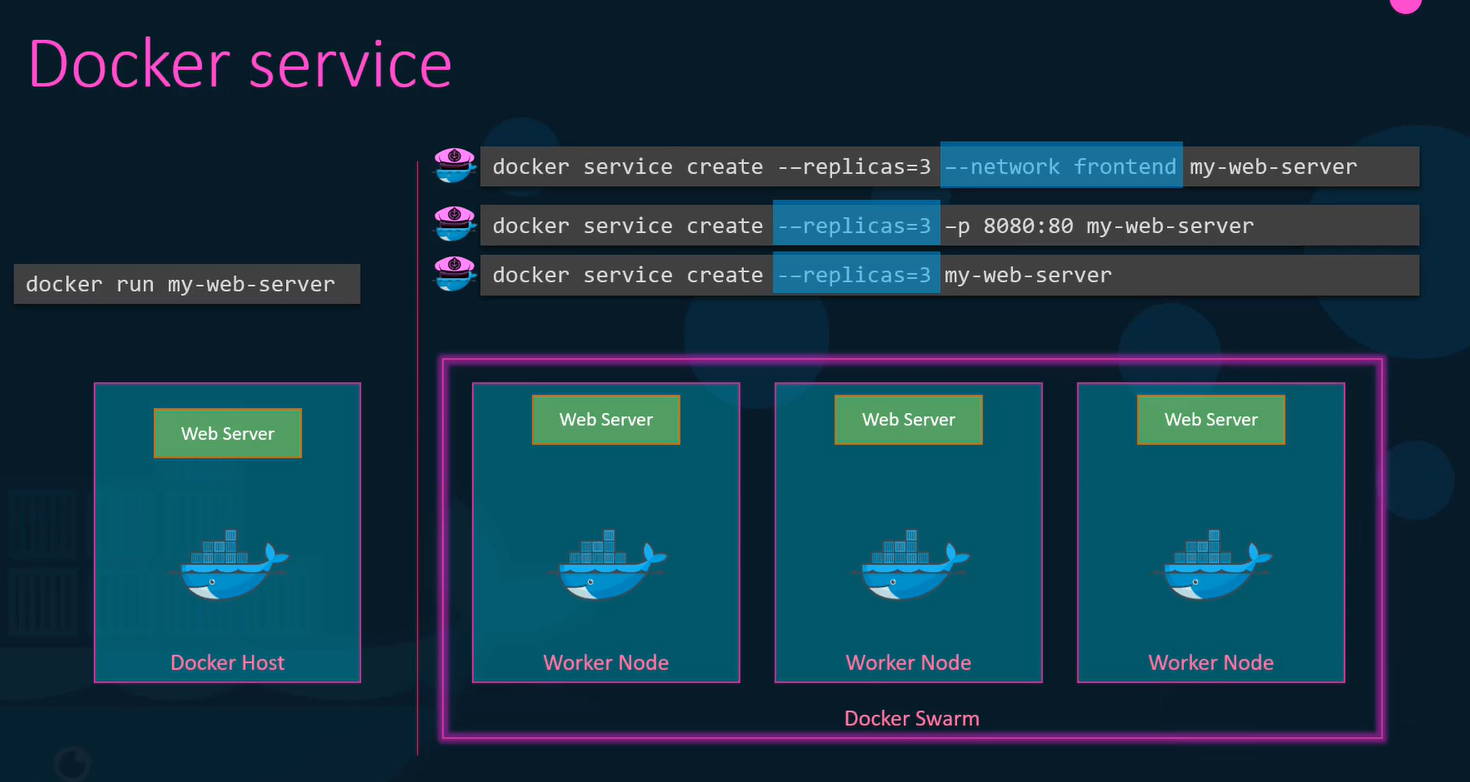 Docker service
docker service create --replicas=3 --network frontend my-web-server
docker service create --replicas=3 –p 8080:80 my-web-server
docker service create --replicas=3 my-web-server
docker run my-web-server
Web Server
Docker Host
Web Server
Web Server
Web Server
Worker Node
Worker Node
Worker Node
Docker Swarm